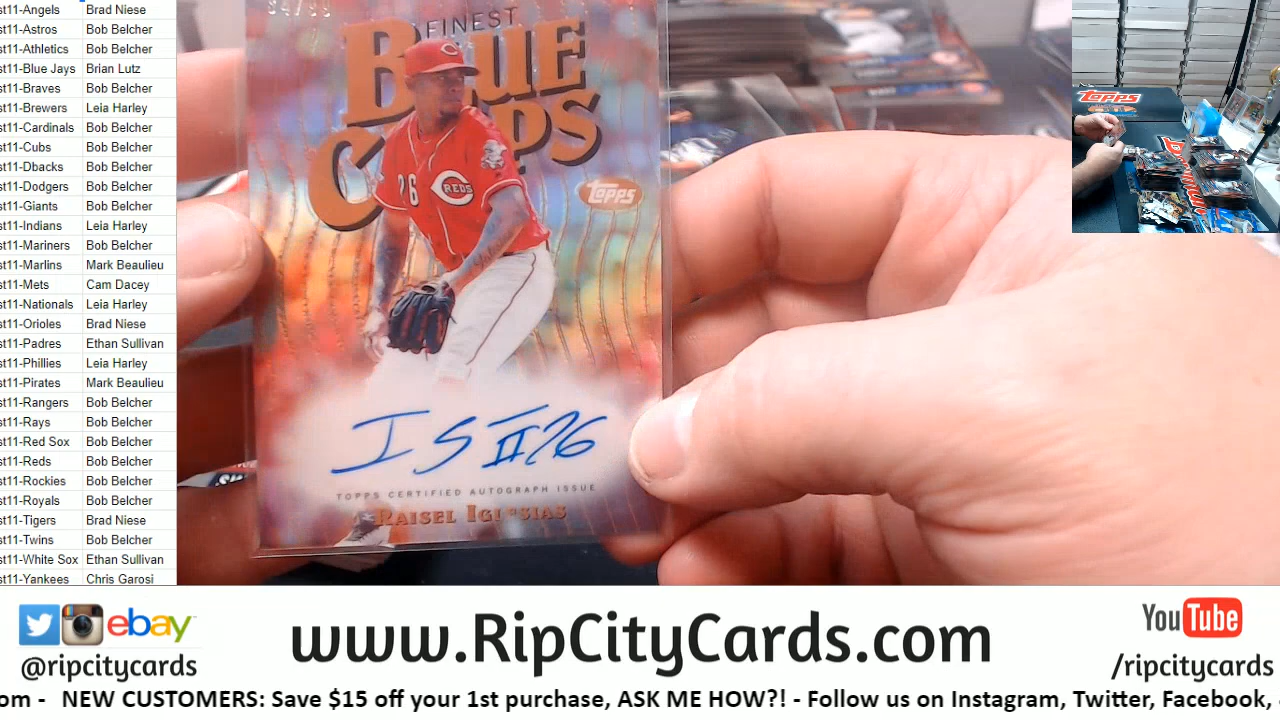 st11-Angels Brad Niese
st11-Astros Bob Belcher
st11-Athletics Bob Belcher
st11-Blue Jays Brian Lutz
st11-Braves Bob Belcher
st11-Brewers Leia Harley
st11-Cardinals Bob Belcher
st11-Cubs Bob Belcher
st11-Dbacks Bob Belcher
st11-Dodgers Bob Belcher
st11-Giants Bob Belcher
st11-Indians Leia Harley
st11-Mariners Bob Belcher
st11-Marlins Mark Beaulieu
st11-Mets Cam Dacey
st11-Nationals Leia Harley
st11-Orioles Brad Niese
st11-Padres Ethan Sullivan
st11-Phillies Leia Harley
st11-Pirates Mark Beaulieu
st11-Rangers Bob Belcher
st11-Rays Bob Belcher
st11-Red Sox Bob Belcher
st11-Reds Bob Belcher
st11-Rockies Bob Belcher
st11-Royals Bob Belcher
st11-Tigers Brad Niese
st11-Twins Bob Belcher
st11-White Sox Ethan Sullivan
st11-Yankees Chris Garosi
FINEST
BLUE
CHIPS
Topps
26
REDS
TOPPS CERTIFIED AUTOGRAPH ISSUE
RAISEL IGLESIAS
Topps
ebay
@ripcitycards
www.RipCityCards.com
YouTube
/ripcitycards
om - NEW CUSTOMERS: Save $15 off your 1st purchase, ASK ME HOW?! - Follow us on Instagram, Twitter, Facebook,